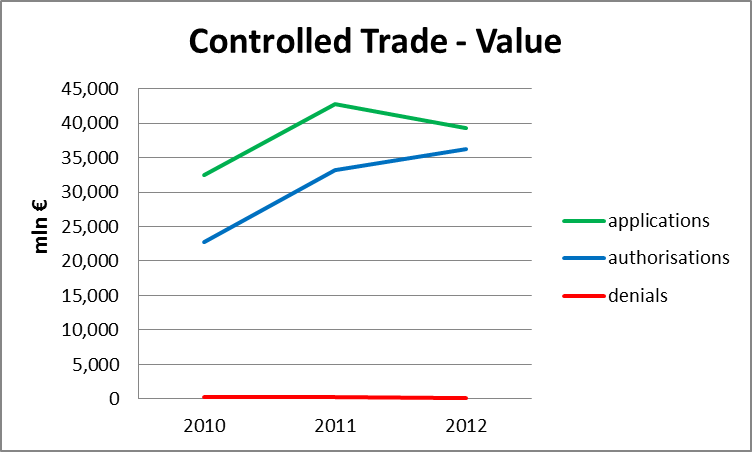 Controlled Trade - Value
mln €
45,000
40,000
35,000
30,000
25,000
20,000
15,000
10,000
5,000
0
2010 2011 2012
applications
authorisations
denials